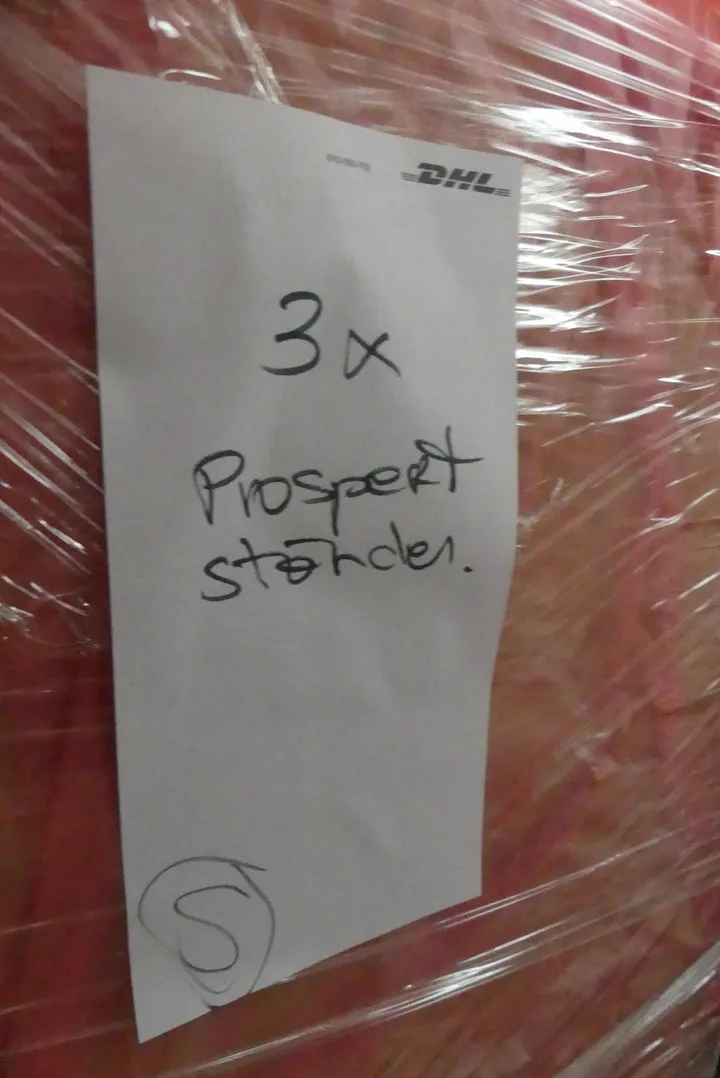 DHL
3x
Prospekt
ständer.
S